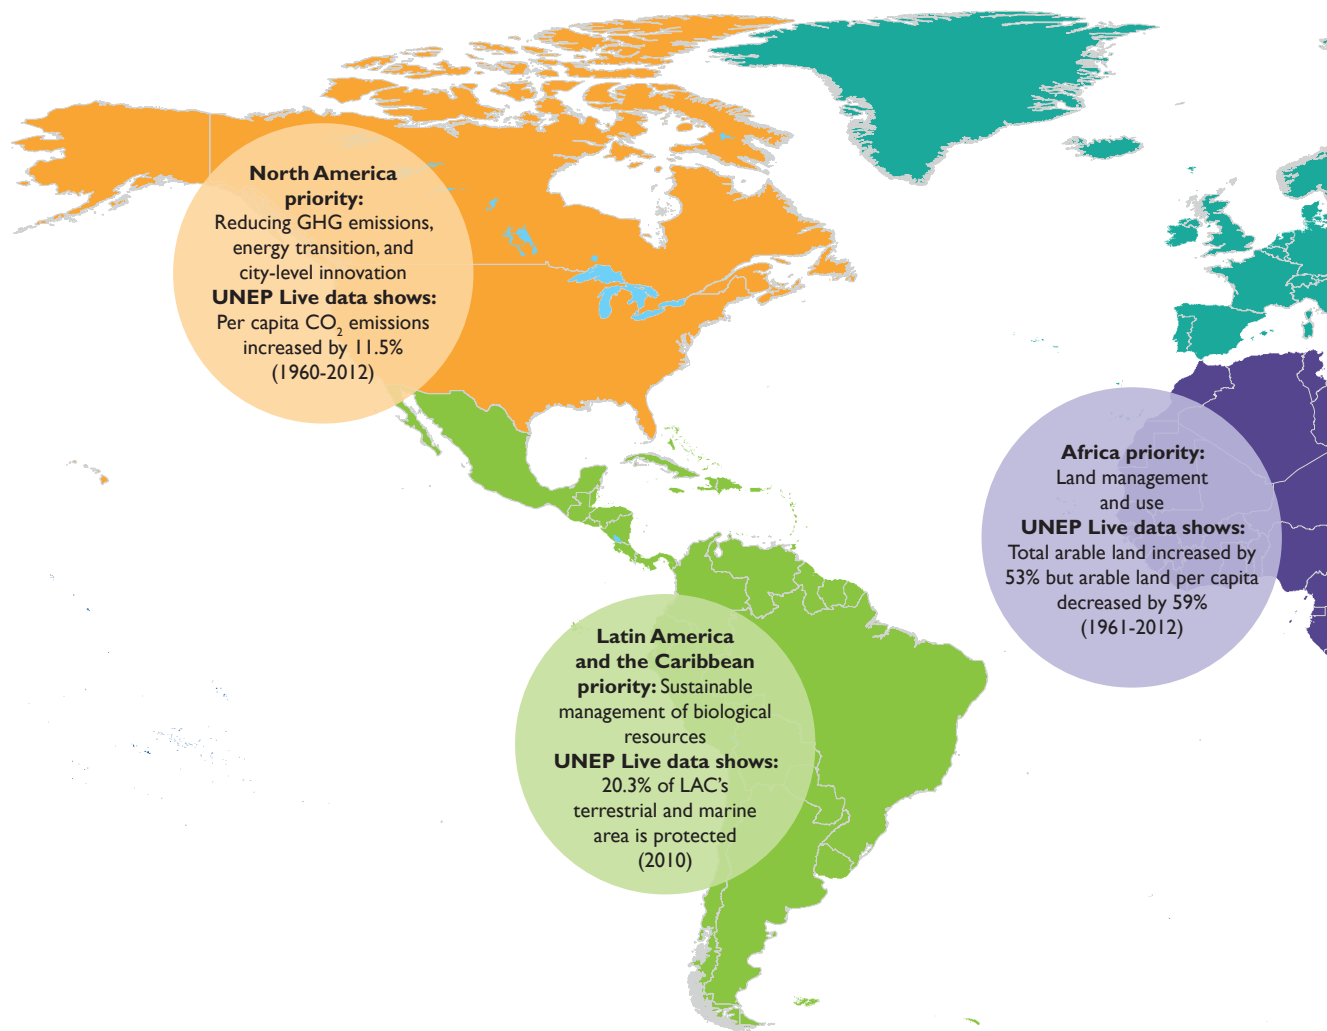 North America
priority:
Reducing GHG emissions,
energy transition, and
city-level innovation
UNEP Live data shows:
Per capita CO₂ emissions
increased by 11.5%
(1960-2012)
Africa priority:
Land management
and use
UNEP Live data shows:
Total arable land increased by
53% but arable land per capita
decreased by 59%
(1961-2012)
Latin America
and the Caribbean
priority: Sustainable
management of biological
resources
UNEP Live data shows:
20.3% of LAC’s
terrestrial and marine
area is protected
(2010)